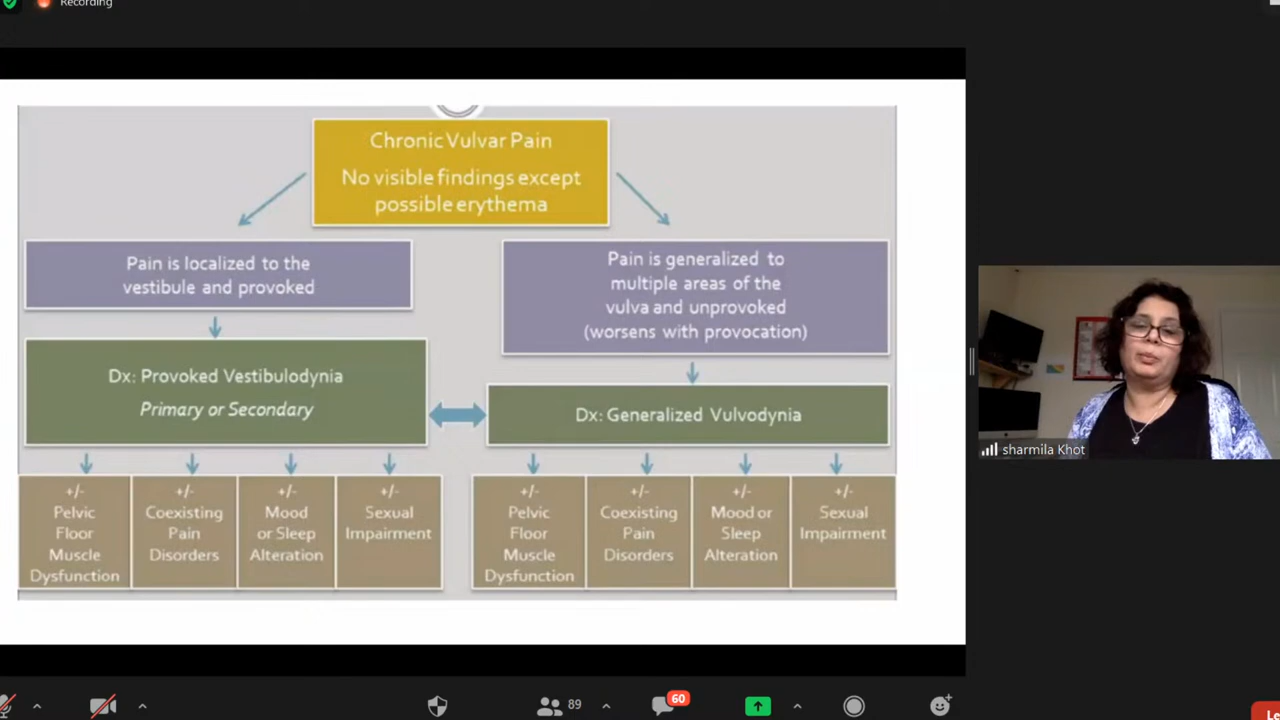 Recording
Chronic Vulvar Pain
No visible findings except
possible erythema
Pain is localized to the
vestibule and provoked
Pain is generalized to
multiple areas of the
vulva and unprovoked
(worsens with provocation)
Dx: Provoked Vestibulodynia
Primary or Secondary
Dx: Generalized Vulvodynia
+/-
Pelvic
Floor
Muscle
Dysfunction
+/-
Coexisting
Pain
Disorders
+/-
Mood
or Sleep
Alteration
+/-
Sexual
Impairment
+/-
Pelvic
Floor
Muscle
Dysfunction
+/-
Coexisting
Pain
Disorders
+/-
Mood or
Sleep
Alteration
+/-
Sexual
Impairment
sharmila Khot
89
60
Le